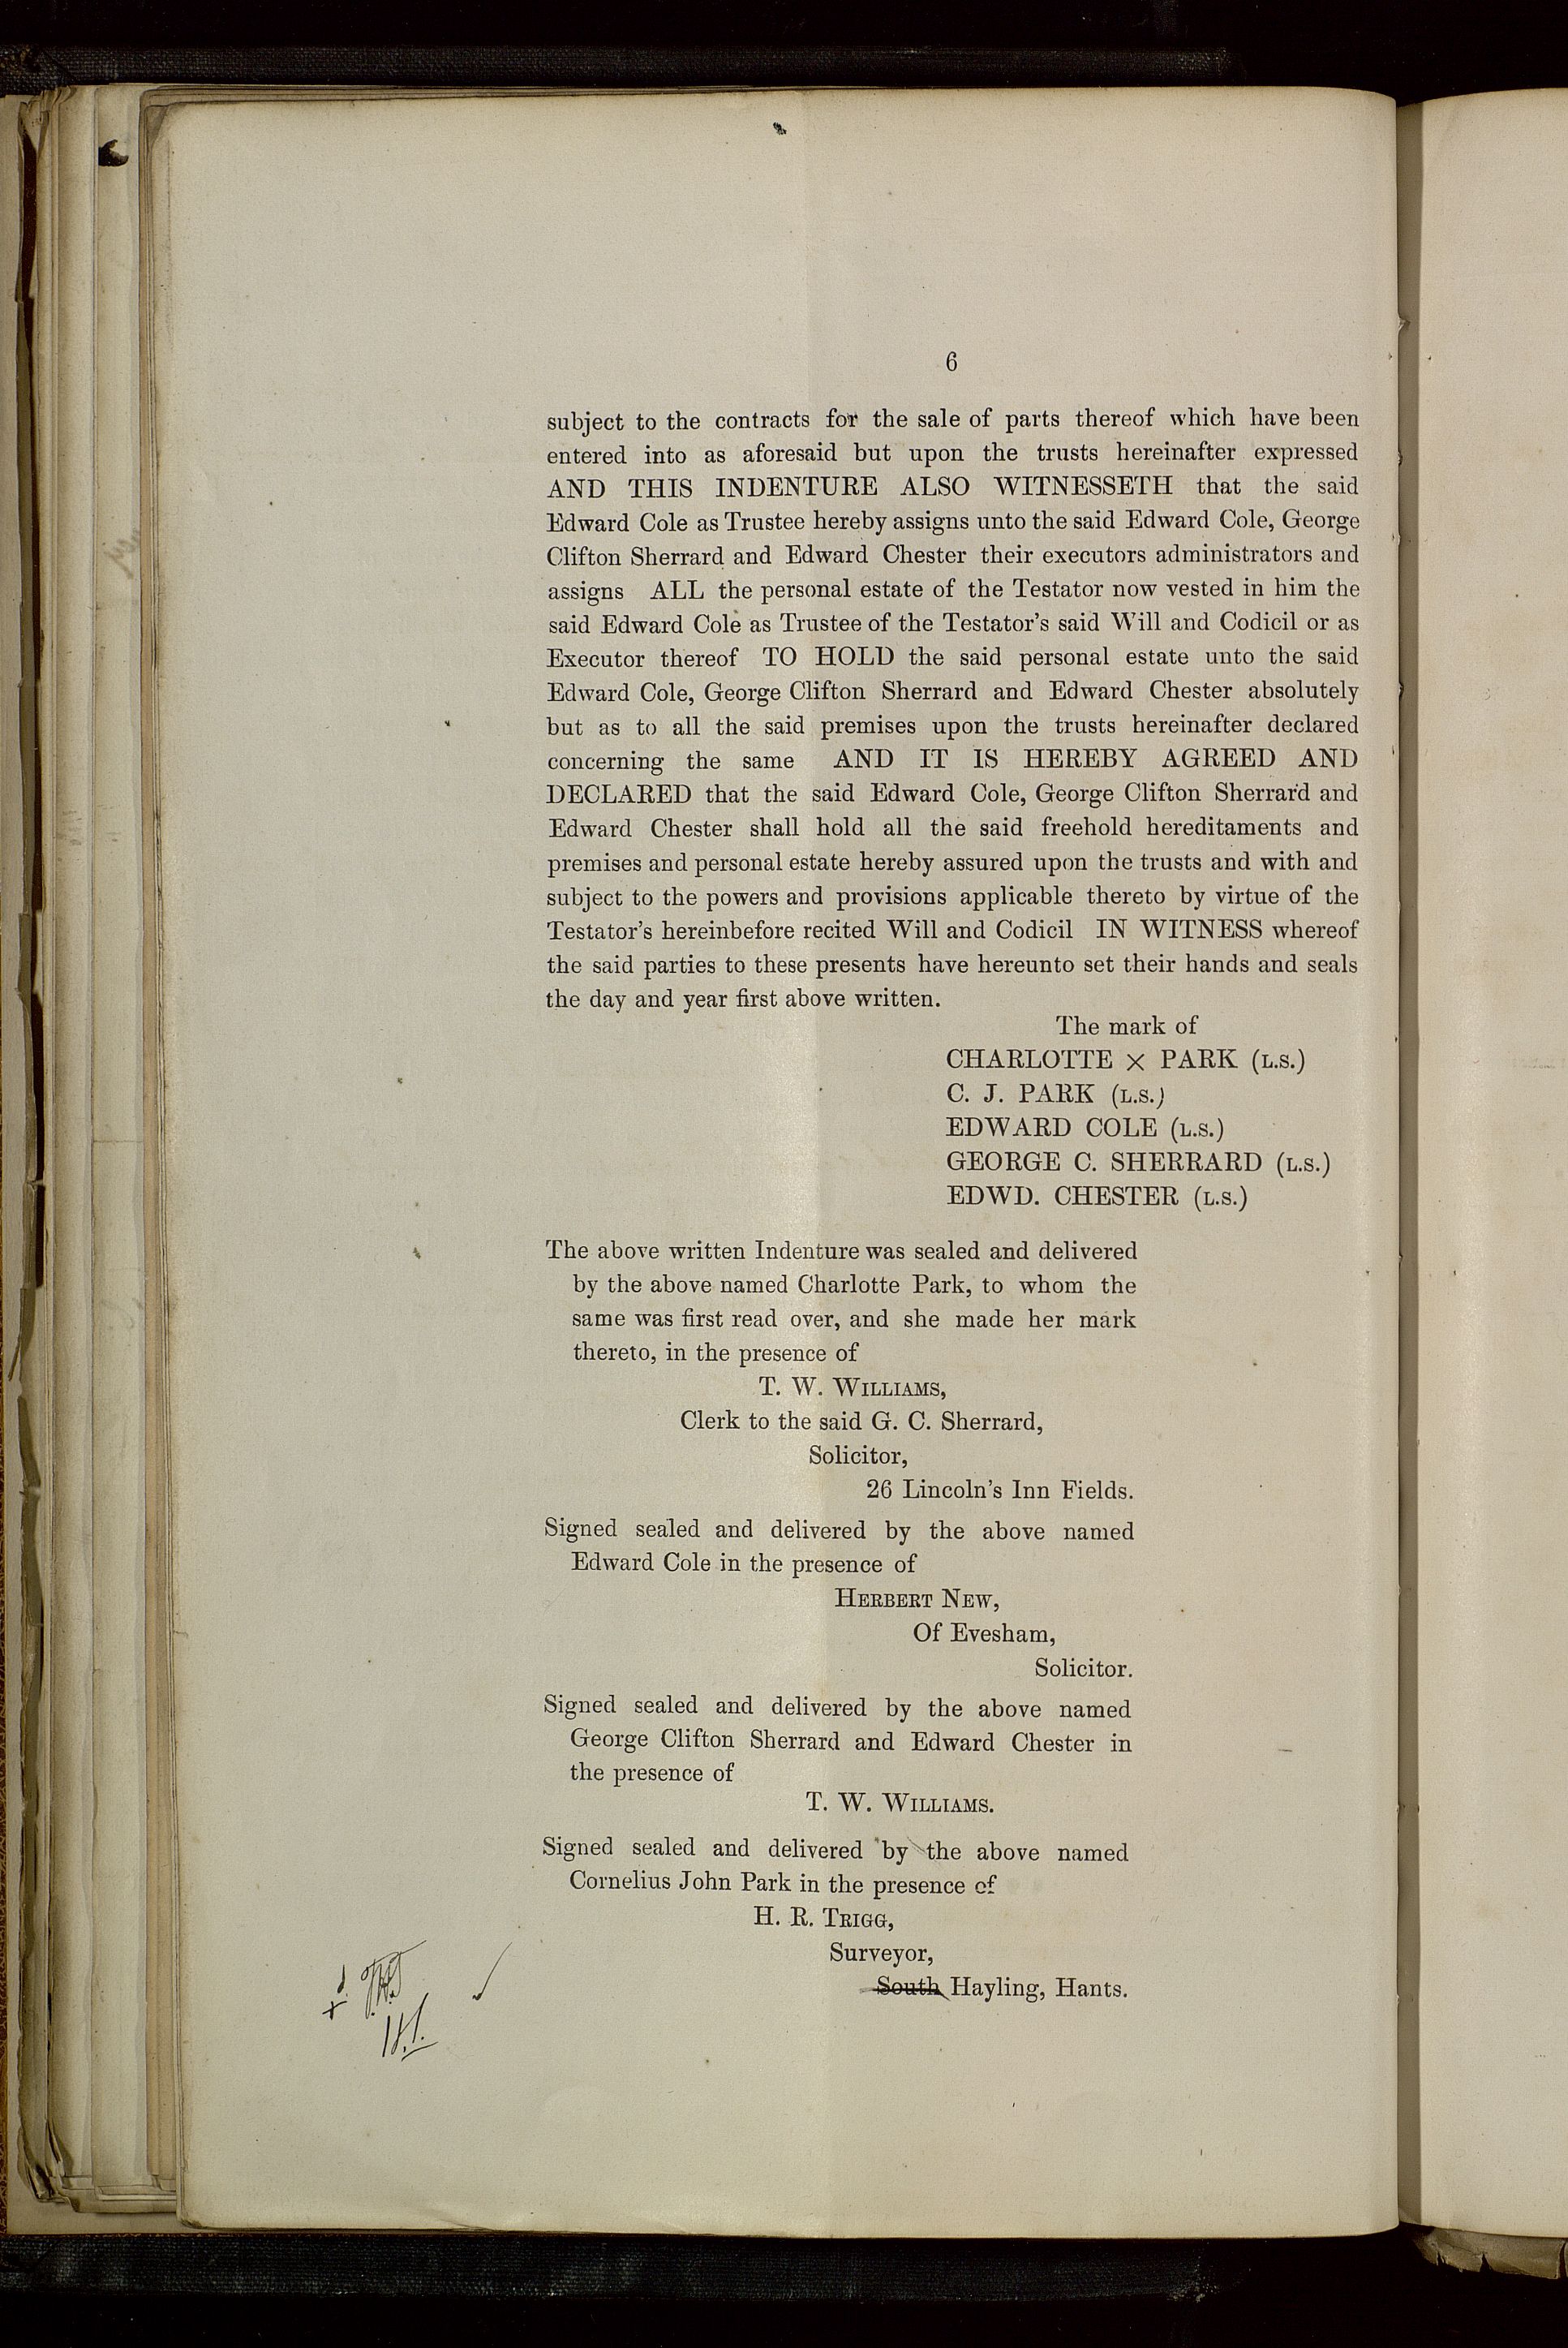 6
subject to the contracts for the sale of parts thereof which have been
entered into as aforesaid but upon the trusts hereinafter expressed
AND THIS INDENTURE ALSO WITNESSETH that the said
Edward Cole as Trustee hereby assigns unto the said Edward Cole, George
Clifton Sherrard and Edward Chester their executors administrators and
assigns ALL the personal estate of the Testator now vested in him the
said Edward Cole as Trustee of the Testator's said Will and Codicil or as
Executor thereof TO HOLD the said personal estate unto the said
Edward Cole, George Clifton Sherrard and Edward Chester absolutely
but as to all the said premises upon the trusts hereinafter declared
concerning the same AND IT IS HEREBY AGREED AND
DECLARED that the said Edward Cole, George Clifton Sherrard and
Edward Chester shall hold all the said freehold hereditaments and
premises and personal estate hereby assured upon the trusts and with and
subject to the powers and provisions applicable thereto by virtue of the
Testator's hereinbefore recited Will and Codicil IN WITNESS whereof
the said parties to these presents have hereunto set their hands and seals
the day and year first above written.
The mark of
CHARLOTTE × PARK (L.S.)
C. J. PARK (L.S.)
EDWARD COLE (L.S.)
GEORGE C. SHERRARD (L.S.)
EDWD. CHESTER (L.S.)
The above written Indenture was sealed and delivered
by the above named Charlotte Park, to whom the
same was first read over, and she made her mark
thereto, in the presence of
T. W. WILLIAMS,
Clerk to the said G. C. Sherrard,
Solicitor,
26 Lincoln's Inn Fields.
Signed sealed and delivered by the above named
Edward Cole in the presence of
HERBERT NEW,
Of Evesham,
Solicitor.
Signed sealed and delivered by the above named
George Clifton Sherrard and Edward Chester in
the presence of
T. W. WILLIAMS.
Signed sealed and delivered by the above named
Cornelius John Park in the presence of
H. R. TRIGG,
Surveyor,
South Hayling, Hants.